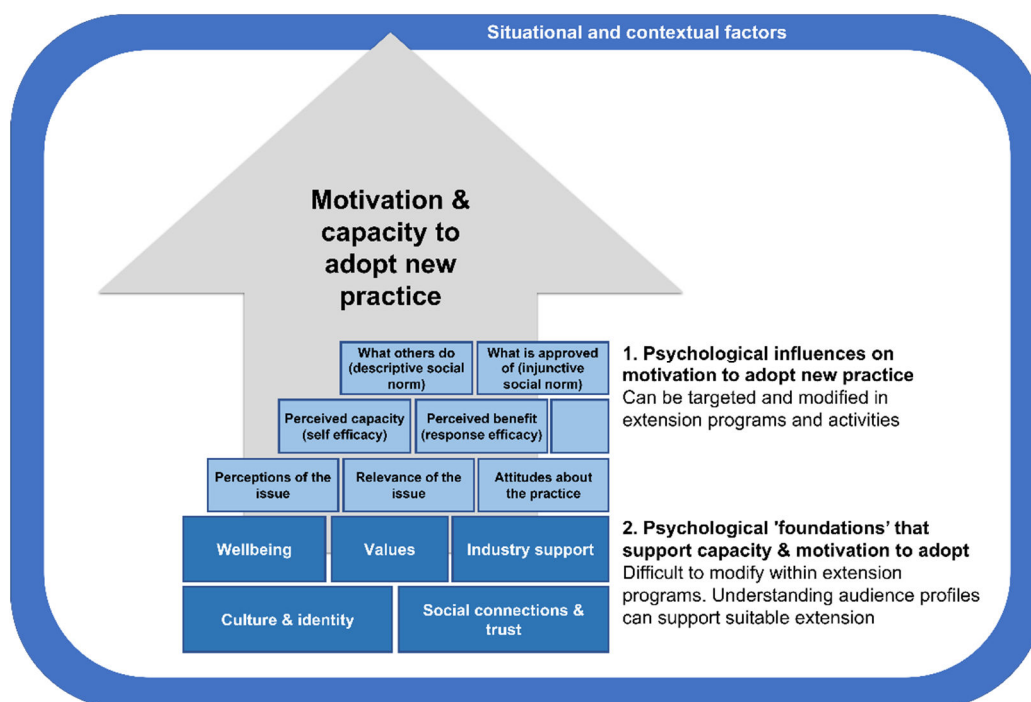 Situational and contextual factors
Motivation &
capacity to
adopt new
practice
What others do
(descriptive social
norm)
What is approved
of (injunctive
social norm)
Perceived capacity
(self efficacy)
Perceived benefit
(response efficacy)
Perceptions of the
issue
Relevance of the
issue
Attitudes about
the practice
1. Psychological influences on
motivation to adopt new practice
Can be targeted and modified in
extension programs and activities
Wellbeing
Values
Industry support
Culture & identity
Social connections &
trust
2. Psychological 'foundations’ that
support capacity & motivation to adopt
Difficult to modify within extension
programs. Understanding audience profiles
can support suitable extension